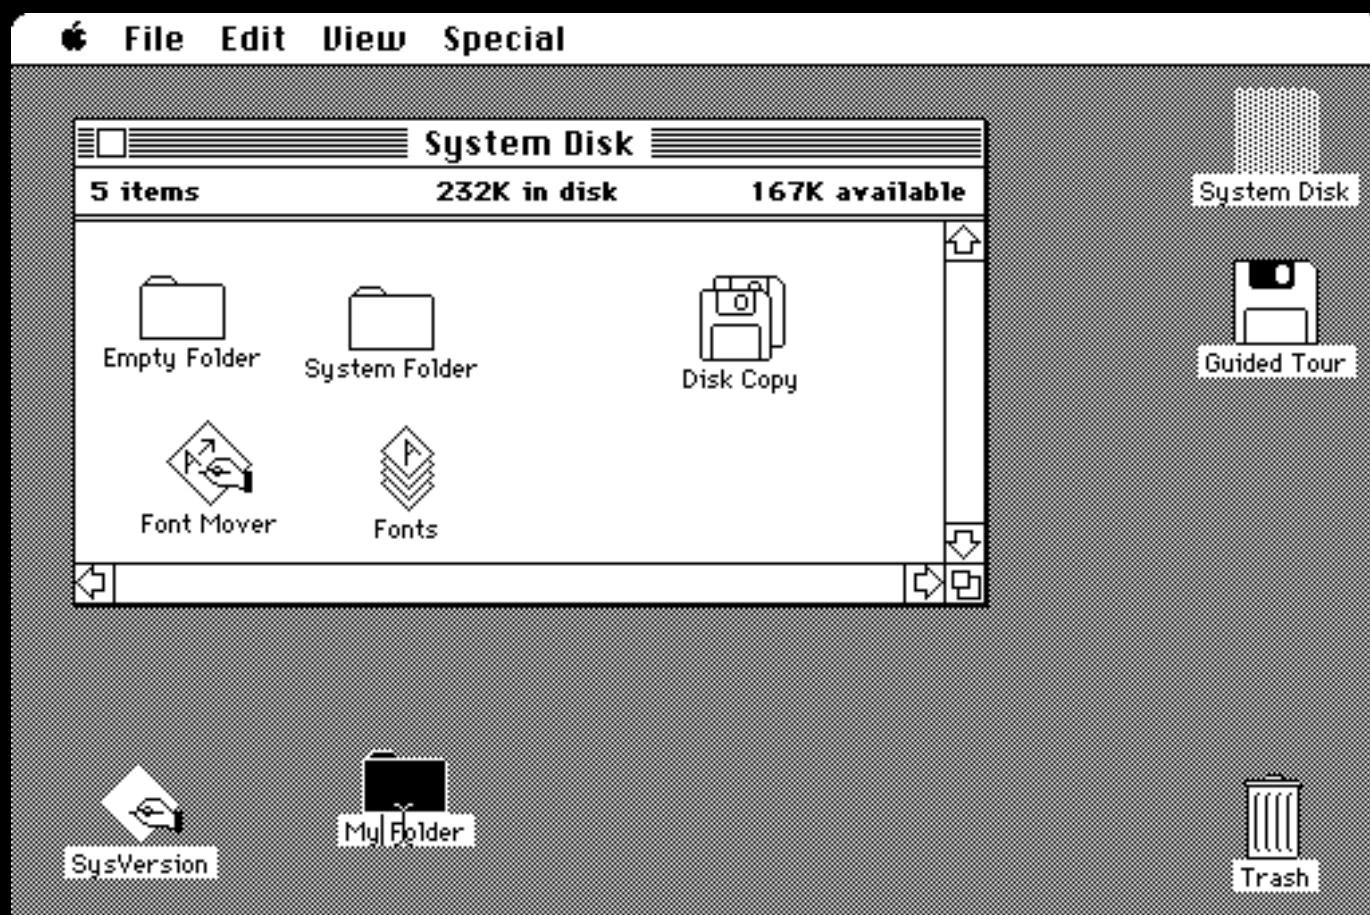 File Edit View Special
System Disk
5 items 232K in disk 167K available
Empty Folder
System Folder
Disk Copy
Font Mover
Fonts
System Disk
Guided Tour
SysVersion
My Folder
Trash